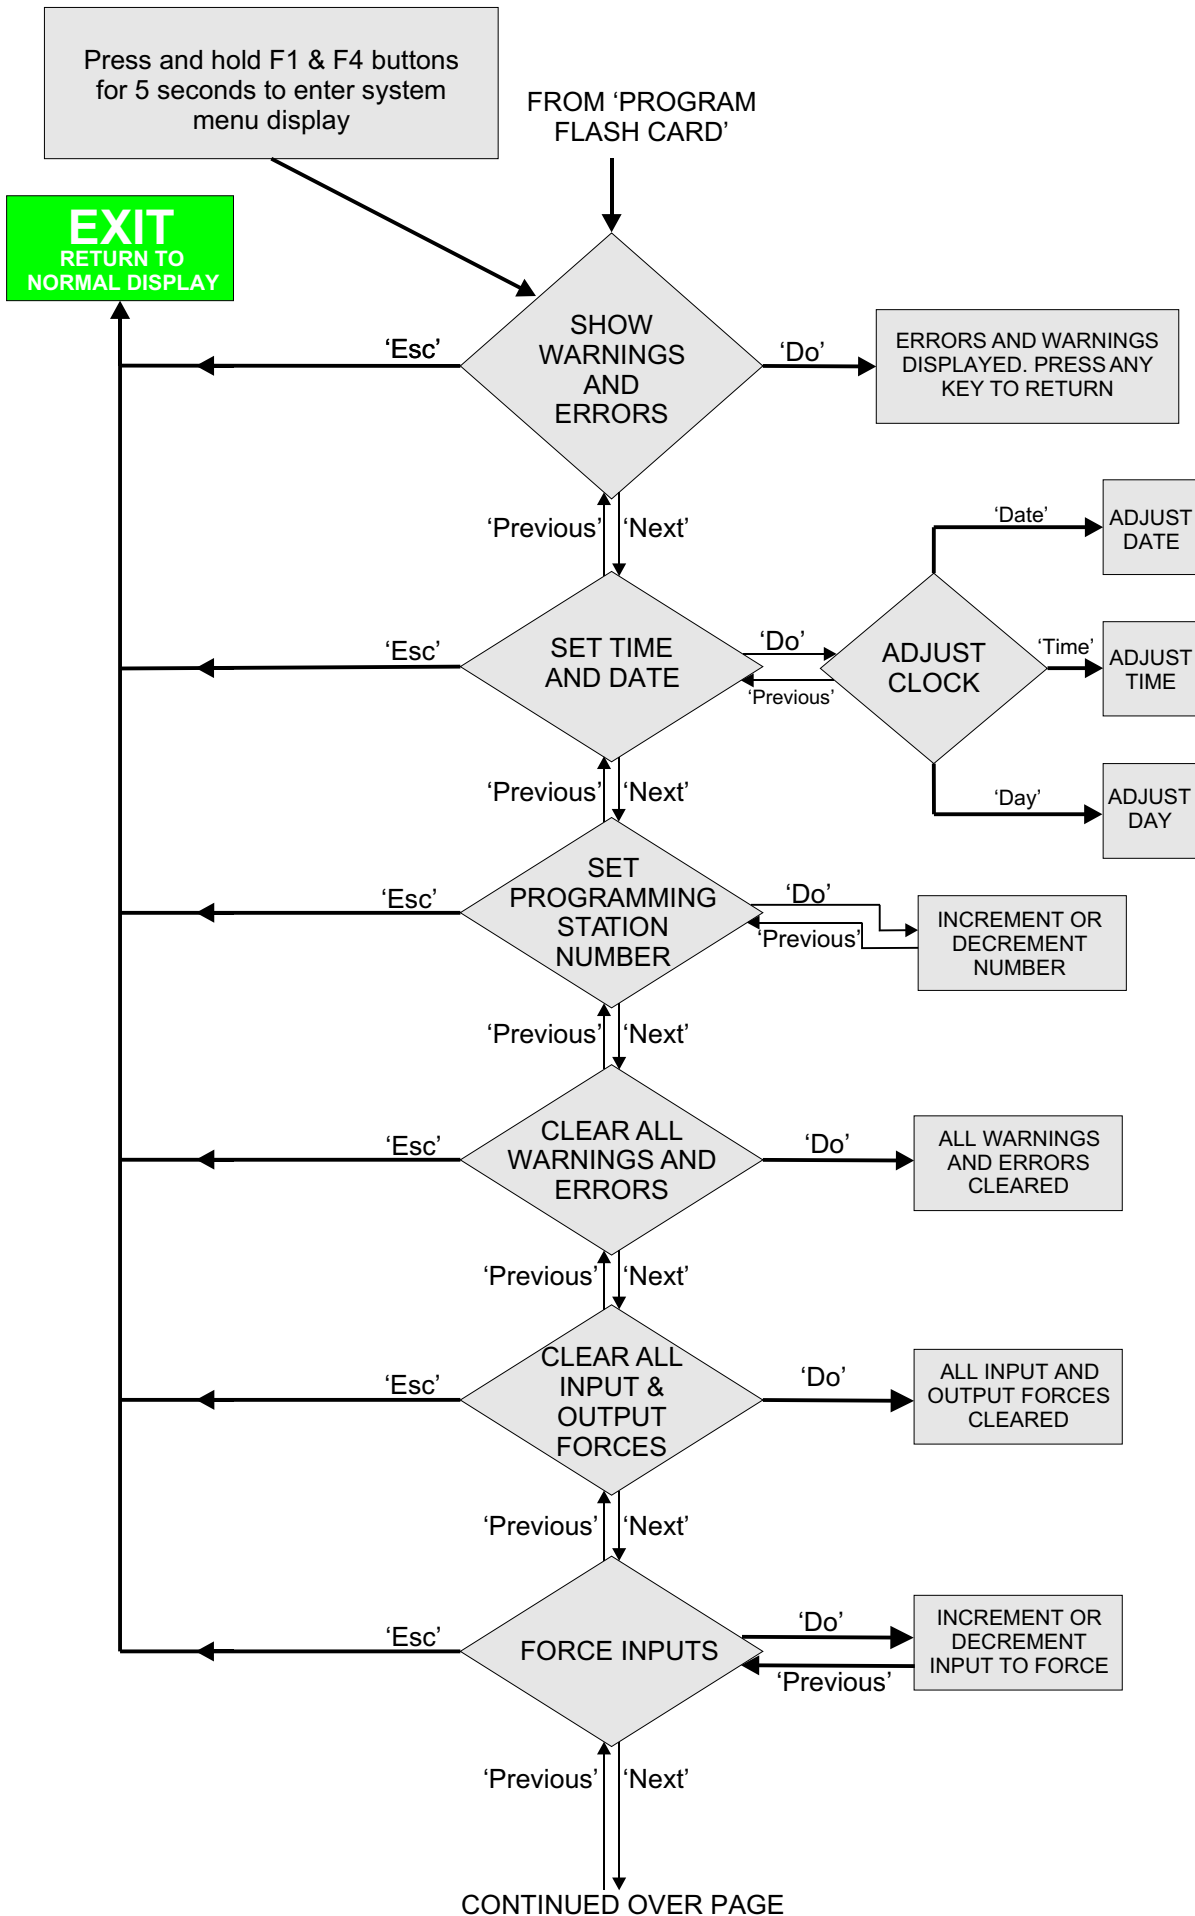 Press and hold F1 & F4 buttons
for 5 seconds to enter system
menu display
FROM ‘PROGRAM
FLASH CARD’
EXIT
RETURN TO
NORMAL DISPLAY
‘Esc’
SHOW
WARNINGS
AND
ERRORS
‘Do’
ERRORS AND WARNINGS
DISPLAYED. PRESS ANY
KEY TO RETURN
‘Previous’
‘Next’
‘Esc’
SET TIME
AND DATE
‘Do’
‘Previous’
ADJUST
CLOCK
‘Date’
ADJUST
DATE
‘Time’
ADJUST
TIME
‘Day’
ADJUST
DAY
‘Previous’
‘Next’
‘Esc’
SET
PROGRAMMING
STATION
NUMBER
‘Do’
‘Previous’
INCREMENT OR
DECREMENT
NUMBER
‘Previous’
‘Next’
‘Esc’
CLEAR ALL
WARNINGS AND
ERRORS
‘Do’
ALL WARNINGS
AND ERRORS
CLEARED
‘Previous’
‘Next’
‘Esc’
CLEAR ALL
INPUT &
OUTPUT
FORCES
‘Do’
ALL INPUT AND
OUTPUT FORCES
CLEARED
‘Previous’
‘Next’
‘Esc’
FORCE INPUTS
‘Do’
‘Previous’
INCREMENT OR
DECREMENT
INPUT TO FORCE
‘Previous’
‘Next’
CONTINUED OVER PAGE